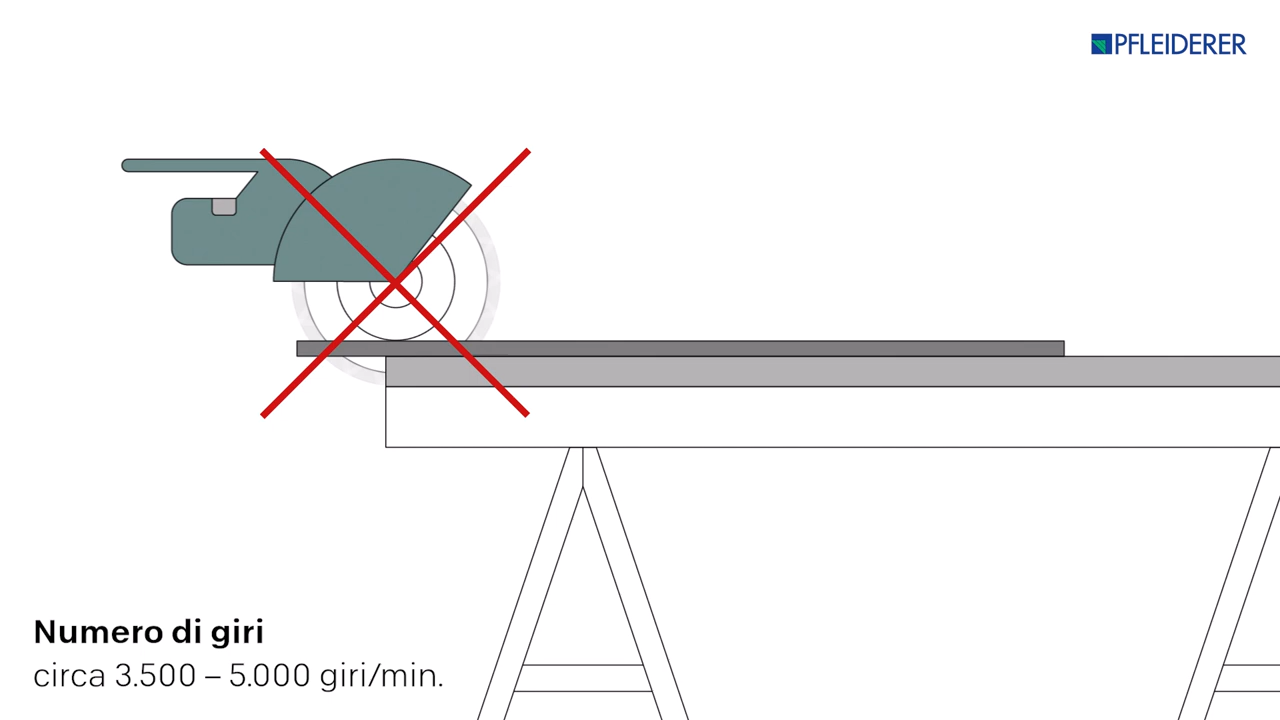 PFLEIDERER
Numero di giri
circa 3.500 – 5.000 giri/min.